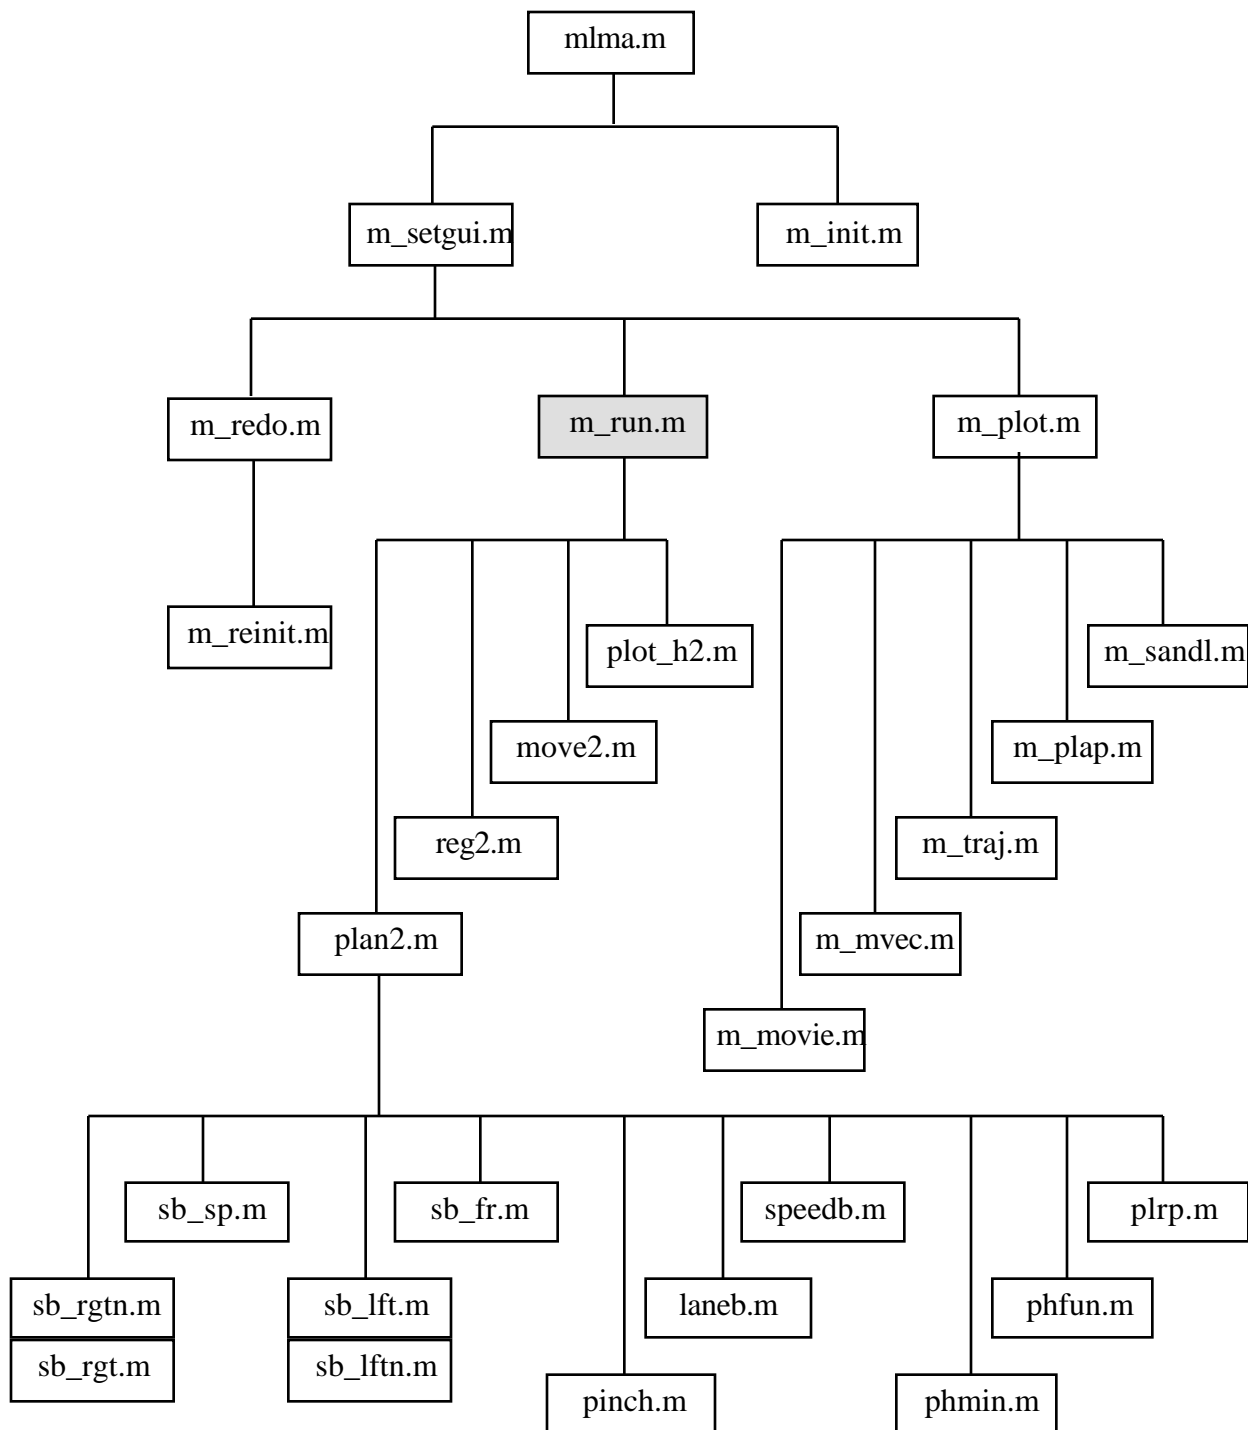 mlma.m
m_setgui.m
m_init.m
m_redo.m
m_run.m
m_plot.m
m_reinit.m
plot_h2.m
m_sandl.m
move2.m
m_plap.m
reg2.m
m_traj.m
plan2.m
m_mvec.m
m_movie.m
sb_sp.m
sb_fr.m
speedb.m
plrp.m
sb_rgtn.m
sb_lft.m
laneb.m
phfun.m
sb_rgt.m
sb_lftn.m
pinch.m
phmin.m